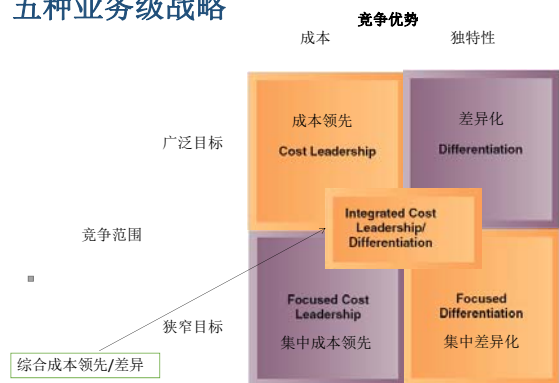 五种业务级战略
竞争优势
成本
独特性
成本领先
差异化
广泛目标
Cost Leadership
Differentiation
Integrated Cost
Leadership/
Differentiation
竞争范围
Focused Cost
Leadership
Focused
Differentiation
狭窄目标
集中成本领先
集中差异化
综合成本领先/差异